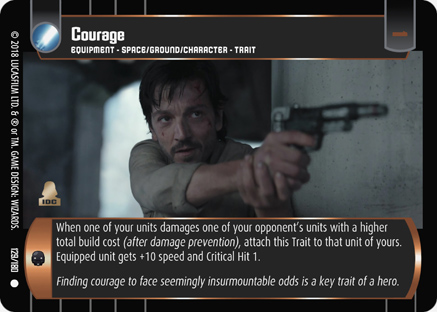 Courage
EQUIPMENT - SPACE/GROUND/CHARACTER - TRAIT
IDC
When one of your units damages one of your opponent's units with a higher
total build cost (after damage prevention), attach this Trait to that unit of yours.
Equipped unit gets +10 speed and Critical Hit 1.
Finding courage to face seemingly insurmountable odds is a key trait of a hero.
© 2018 LUCASFILM LTD. & ® or TM. GAME DESIGN: WIZARDS.
129/180